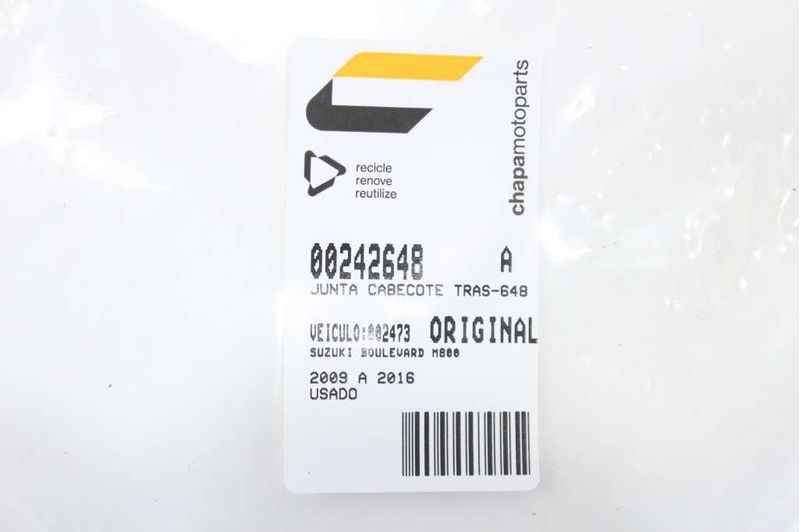 chapamotoparts
recicle
renove
reutilize
00242648 A
JUNTA CABECOTE TRAS-648
VEICULO:002473 ORIGINAL
SUZUKI BOULEVARD M800
2009 A 2016
USADO